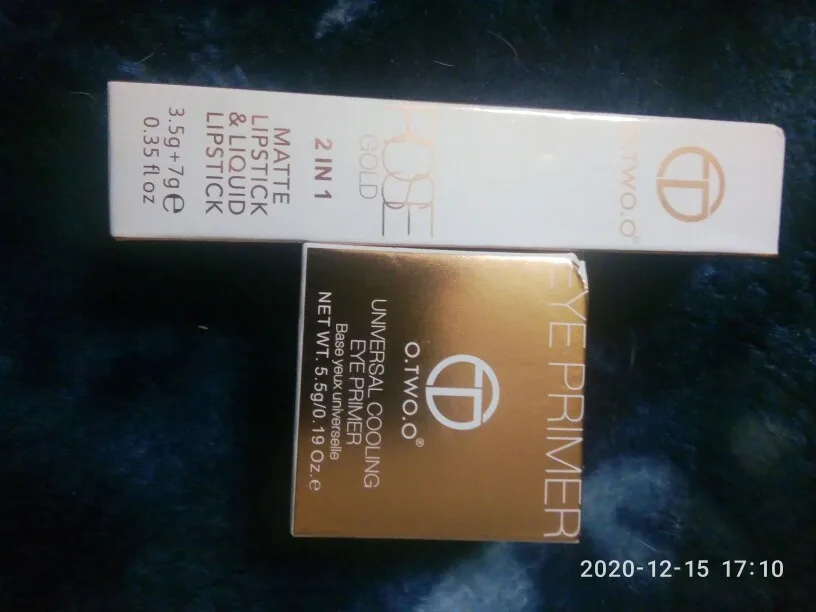 O.TWO.O®
ROSE
GOLD
2 IN 1
MATTE
LIPSTICK
& LIQUID
LIPSTICK
3.5g+7g℮
0.35 fl oz
EYE PRIMER
O.TWO.O®
UNIVERSAL COOLING
EYE PRIMER
Base yeux universelle
NET WT. 5.5g/0.19 Oz.℮
2020-12-15 17:10